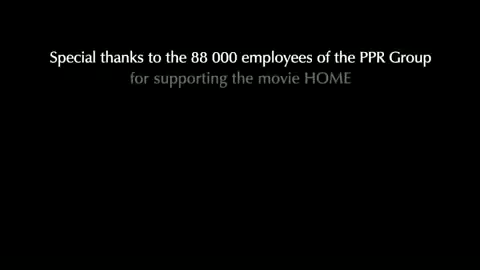 Special thanks to the 88 000 employees of the PPR Group
for supporting the movie HOME